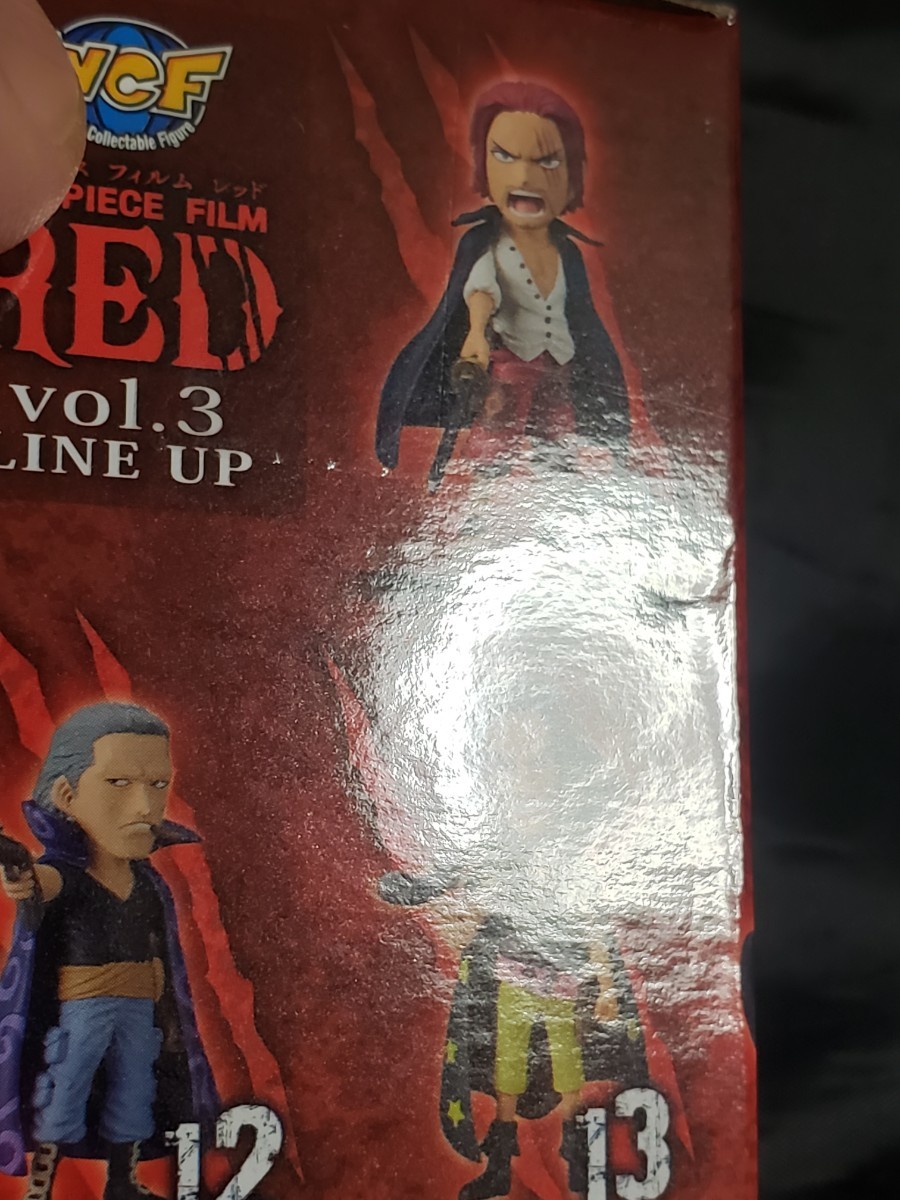 WCF
Collectable Figure
ス フィルム レッド
PIECE FILM
RED
vol.3
LINE UP
12
13